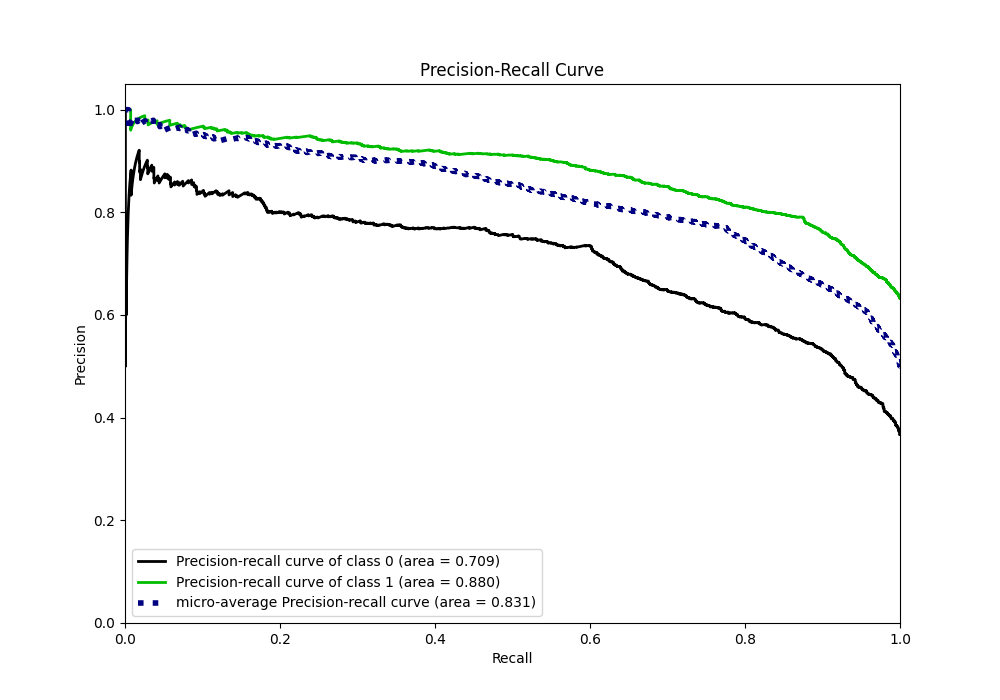 Precision-Recall Curve
1.0
0.8
0.6
0.4
0.2
0.0
Precision
Precision-recall curve of class 0 (area = 0.709)
Precision-recall curve of class 1 (area = 0.880)
micro-average Precision-recall curve (area = 0.831)
0.0 0.2 0.4 0.6 0.8 1.0
Recall